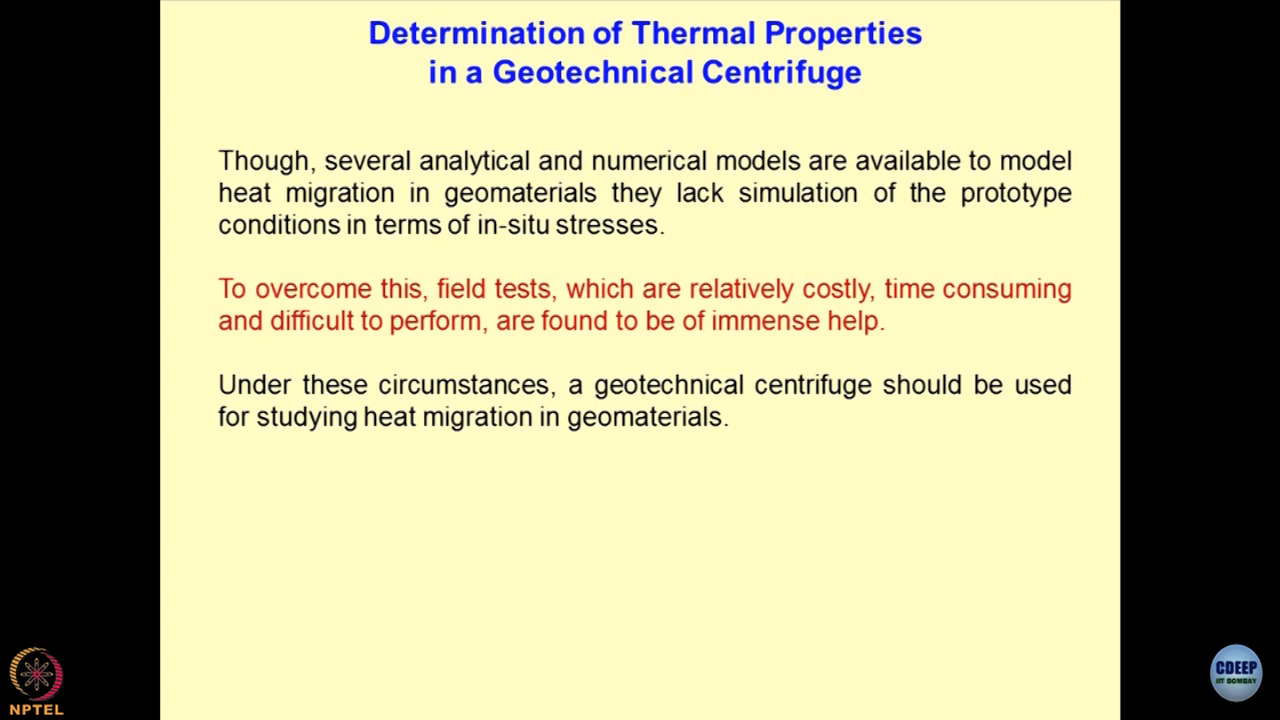 Determination of Thermal Properties
in a Geotechnical Centrifuge
Though, several analytical and numerical models are available to model
heat migration in geomaterials they lack simulation of the prototype
conditions in terms of in-situ stresses.
To overcome this, field tests, which are relatively costly, time consuming
and difficult to perform, are found to be of immense help.
Under these circumstances, a geotechnical centrifuge should be used
for studying heat migration in geomaterials.
NPTEL
CDEEP
IIT BOMBAY